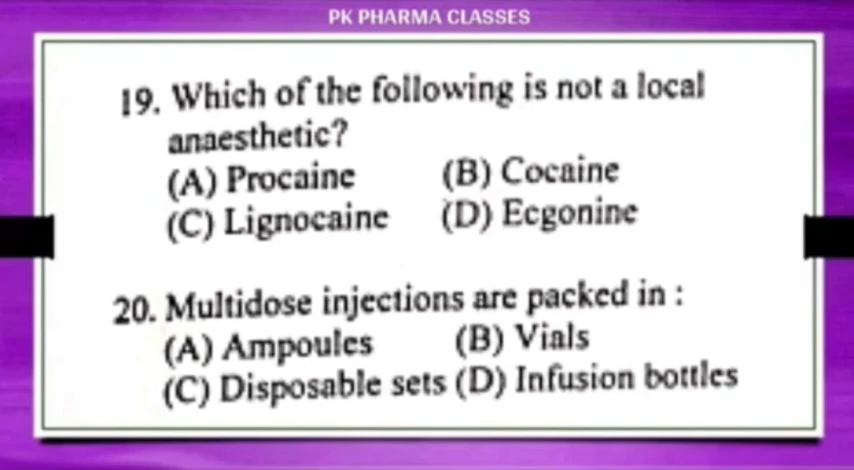 PK PHARMA CLASSES
19. Which of the following is not a local
anaesthetic?
(A) Procaine (B) Cocaine
(C) Lignocaine (D) Ecgonine
20. Multidose injections are packed in :
(A) Ampoules (B) Vials
(C) Disposable sets (D) Infusion bottles